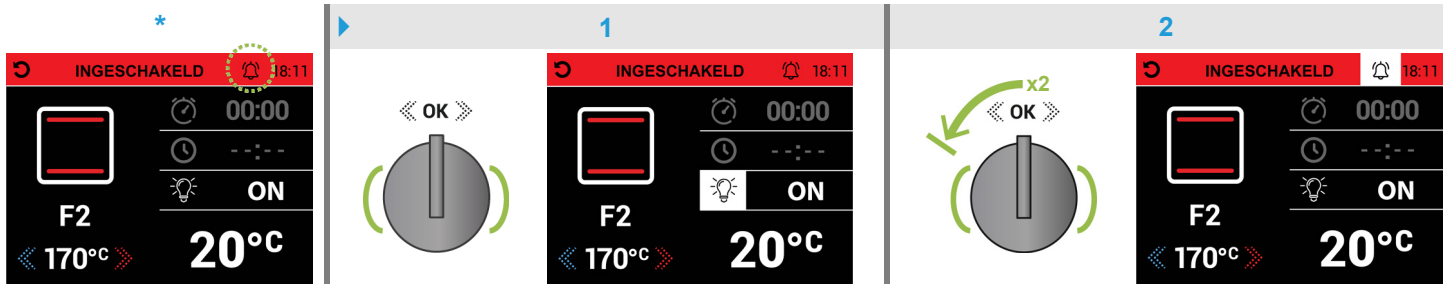 *
1
2
INGESCHAKELD 18:11
00:00
--:--
ON
F2
170°C
20°C
OK
INGESCHAKELD 18:11
00:00
--:--
ON
F2
170°C
20°C
x2
OK
INGESCHAKELD 18:11
00:00
--:--
ON
F2
170°C
20°C